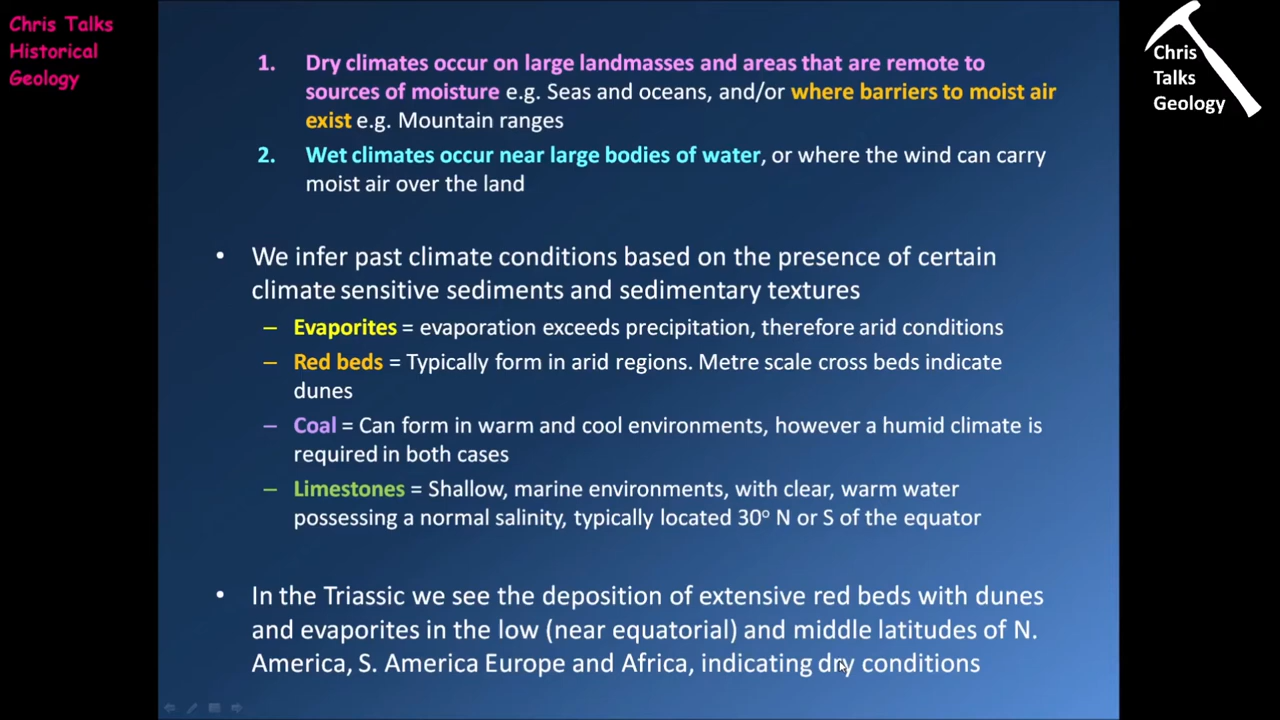 Chris Talks
Historical
Geology
Chris
Talks
Geology
1. Dry climates occur on large landmasses and areas that are remote to
sources of moisture e.g. Seas and oceans, and/or where barriers to moist air
exist e.g. Mountain ranges
2. Wet climates occur near large bodies of water, or where the wind can carry
moist air over the land
• We infer past climate conditions based on the presence of certain
climate sensitive sediments and sedimentary textures
– Evaporites = evaporation exceeds precipitation, therefore arid conditions
– Red beds = Typically form in arid regions. Metre scale cross beds indicate
dunes
– Coal = Can form in warm and cool environments, however a humid climate is
required in both cases
– Limestones = Shallow, marine environments, with clear, warm water
possessing a normal salinity, typically located 30° N or S of the equator
• In the Triassic we see the deposition of extensive red beds with dunes
and evaporites in the low (near equatorial) and middle latitudes of N.
America, S. America Europe and Africa, indicating dry conditions